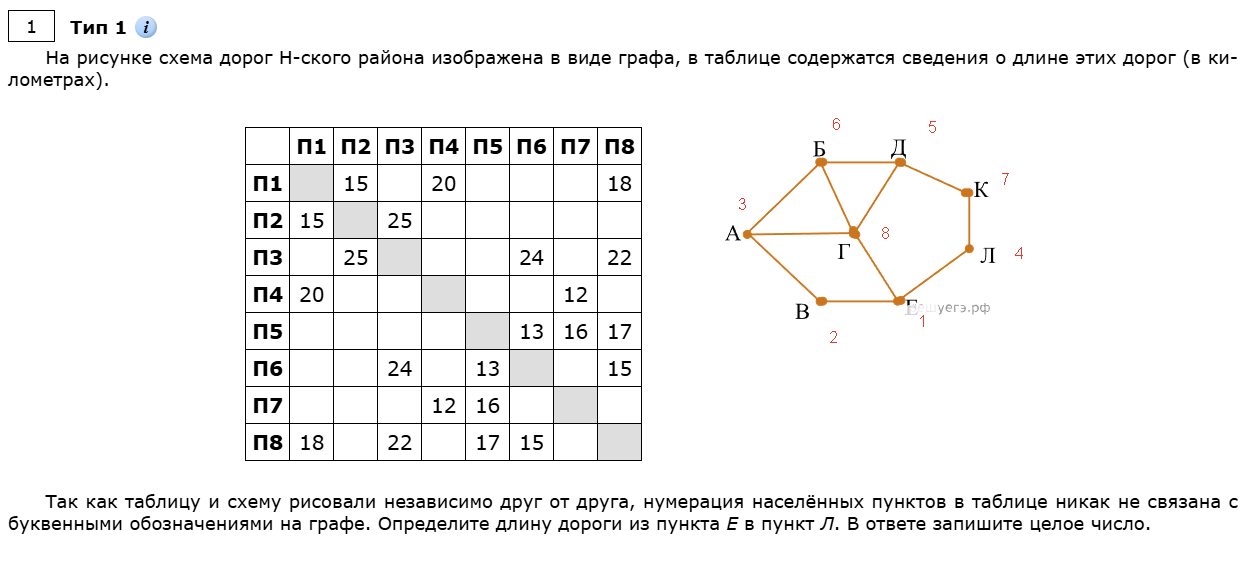 1 Тип 1 i
На рисунке схема дорог Н-ского района изображена в виде графа, в таблице содержатся сведения о длине этих дорог (в ки-
лометрах).
П1 П2 П3 П4 П5 П6 П7 П8
П1 15 20 18
П2 15 25
П3 25 24 22
П4 20 12
П5 13 16 17
П6 24 13 15
П7 12 16
П8 18 22 17 15
6 5
Б Д
К 7
3
А 8
Г Л 4
В Е уегэ.рф
1
2
Так как таблицу и схему рисовали независимо друг от друга, нумерация населённых пунктов в таблице никак не связана с
буквенными обозначениями на графе. Определите длину дороги из пункта Е в пункт Л. В ответе запишите целое число.